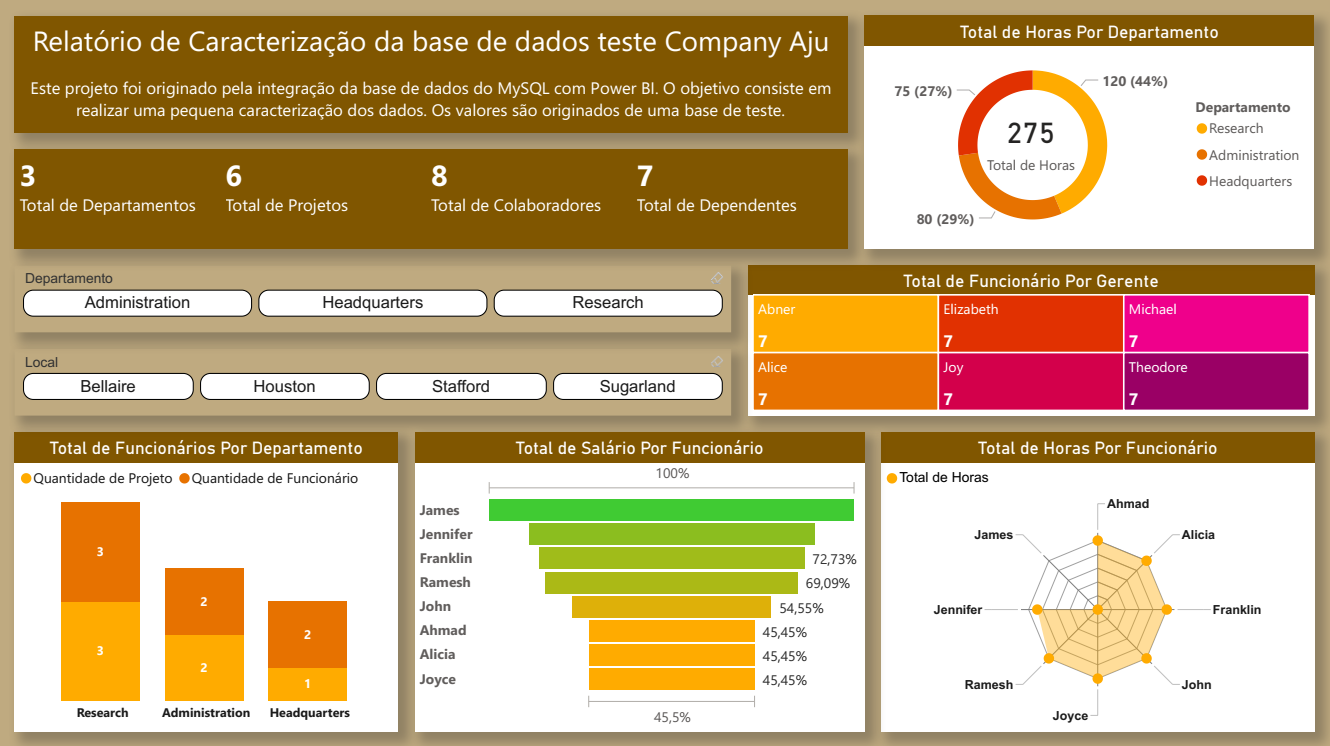 Relatório de Caracterização da base de dados teste Company Aju
Este projeto foi originado pela integração da base de dados do MySQL com Power BI. O objetivo consiste em
realizar uma pequena caracterização dos dados. Os valores são originados de uma base de teste.
3
Total de Departamentos
6
Total de Projetos
8
Total de Colaboradores
7
Total de Dependentes
Total de Horas Por Departamento
75 (27%)
120 (44%)
80 (29%)
275
Total de Horas
Departamento
Research
Administration
Headquarters
Departamento
Administration
Headquarters
Research
Local
Bellaire
Houston
Stafford
Sugarland
Total de Funcionário Por Gerente
Abner
7
Elizabeth
7
Michael
7
Alice
7
Joy
7
Theodore
7
Total de Funcionários Por Departamento
Quantidade de Projeto
Quantidade de Funcionário
3
3
2
2
2
1
Research
Administration
Headquarters
Total de Salário Por Funcionário
100%
James
Jennifer
Franklin
72,73%
Ramesh
69,09%
John
54,55%
Ahmad
45,45%
Alicia
45,45%
Joyce
45,45%
45,5%
Total de Horas Por Funcionário
Total de Horas
Ahmad
James
Alicia
Jennifer
Franklin
Ramesh
John
Joyce